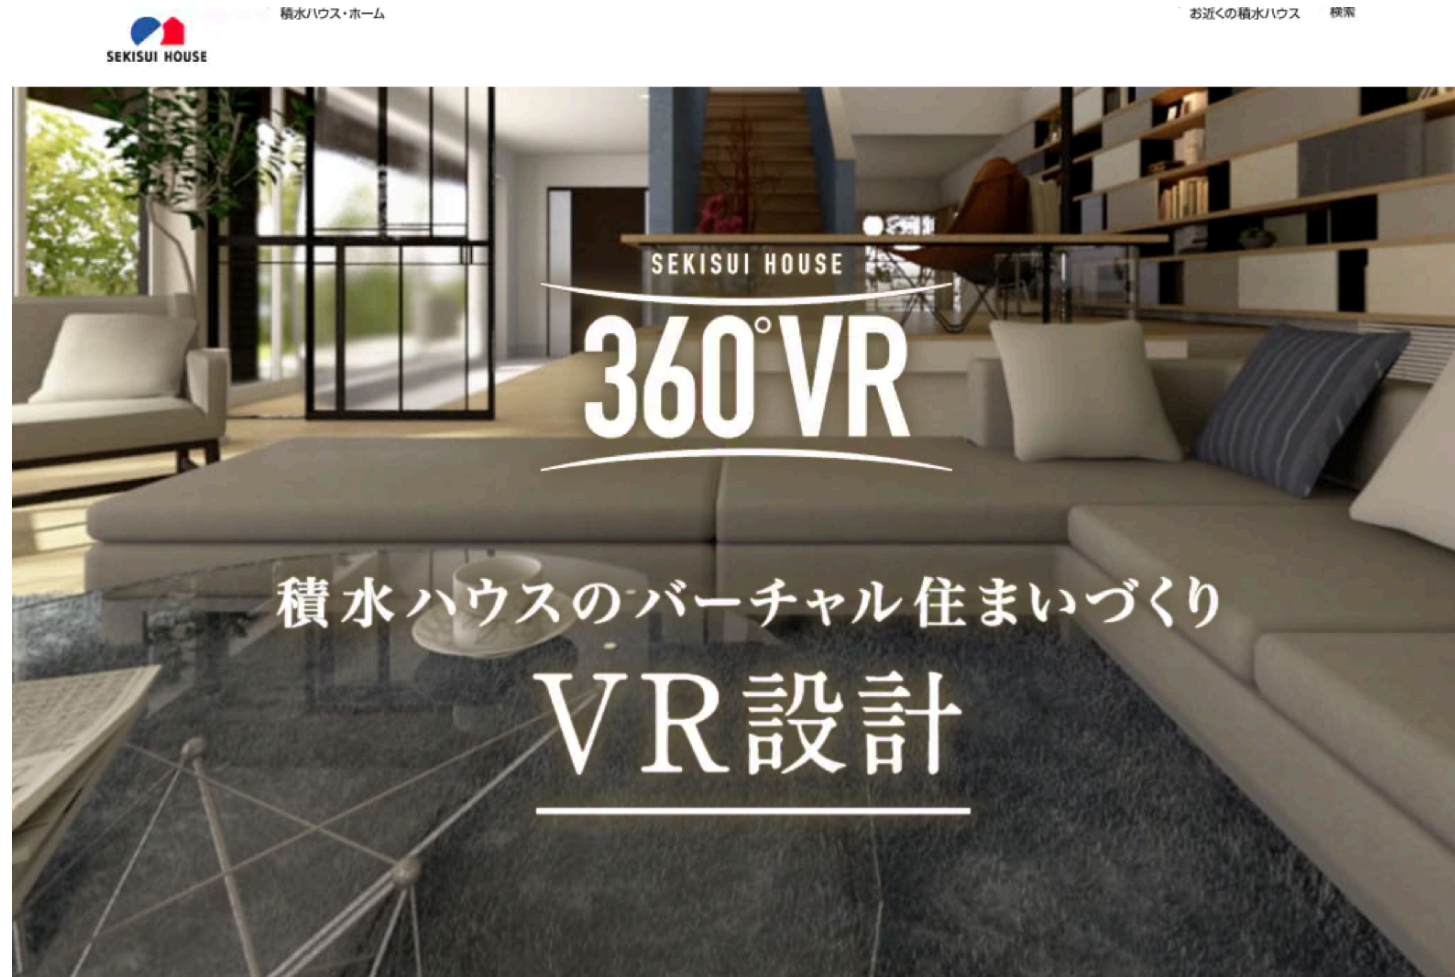 積水ハウス・ホーム
お近くの積水ハウス 検索
SEKISUI HOUSE
SEKISUI HOUSE
360°VR
積水ハウスのバーチャル住まいづくり
VR設計